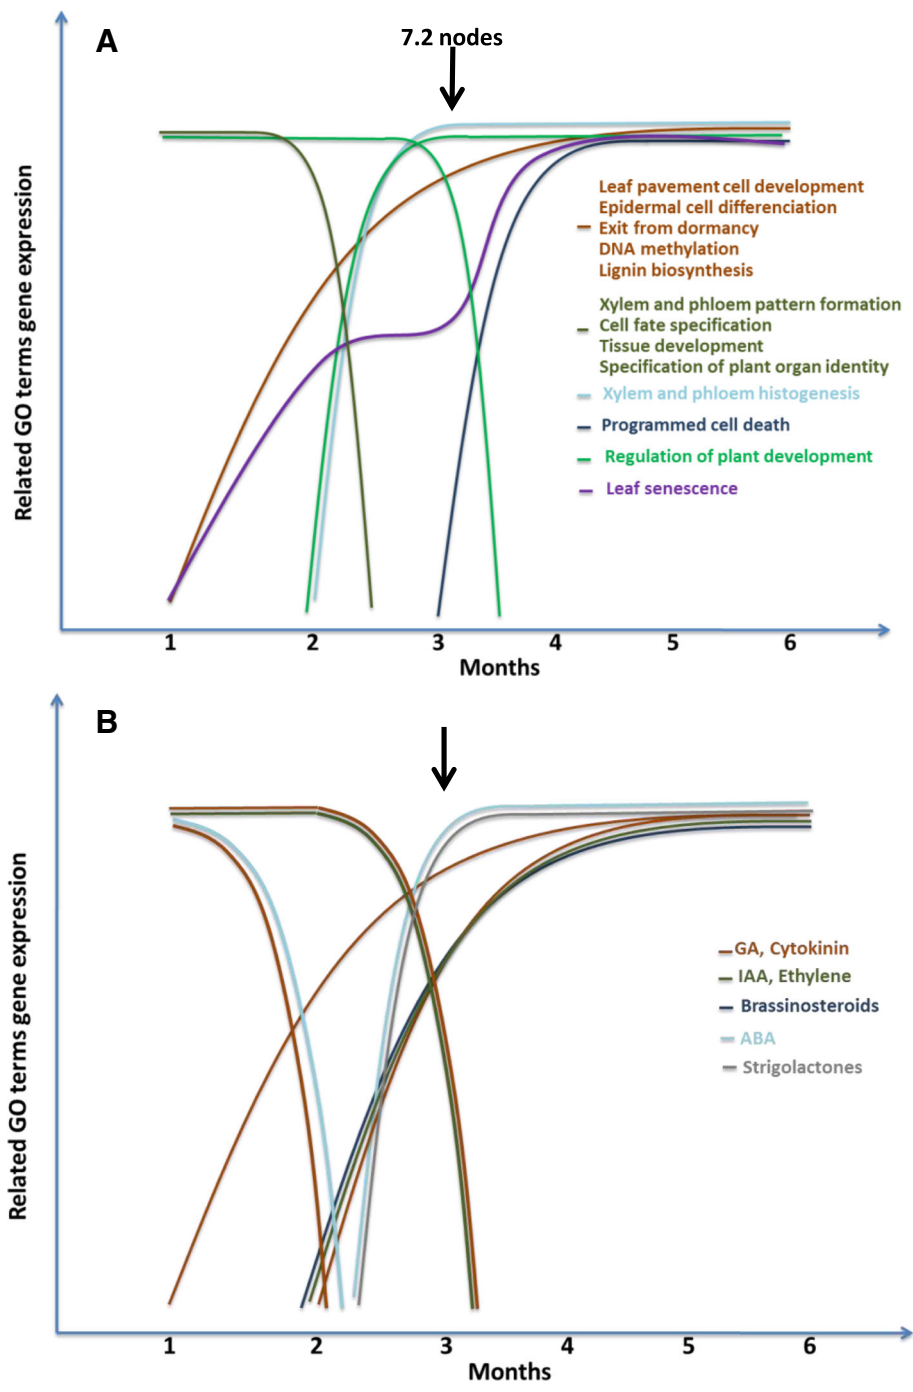 A
7.2 nodes
Related GO terms gene expression
Leaf pavement cell development
Epidermal cell differenciation
Exit from dormancy
DNA methylation
Lignin biosynthesis
Xylem and phloem pattern formation
Cell fate specification
Tissue development
Specification of plant organ identity
Xylem and phloem histogenesis
Programmed cell death
Regulation of plant development
Leaf senescence
1 2 3 4 5 6
Months
B
Related GO terms gene expression
GA, Cytokinin
IAA, Ethylene
Brassinosteroids
ABA
Strigolactones
1 2 3 4 5 6
Months